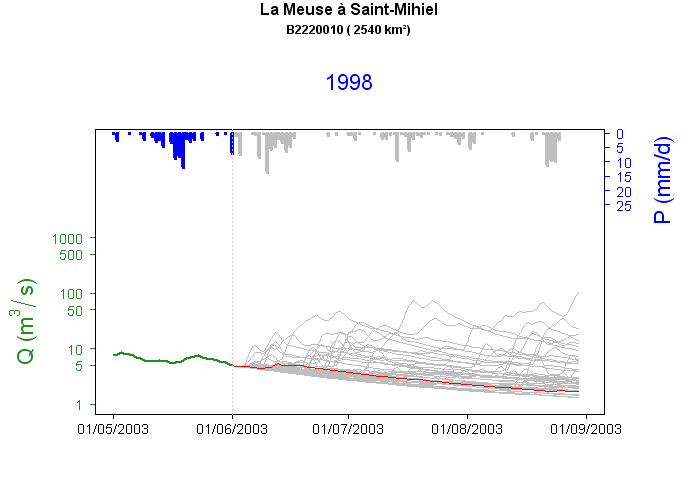 La Meuse à Saint-Mihiel
B2220010 ( 2540 km²)
1998
0
5
10
15
20
25
P (mm/d)
1000
500
100
50
10
5
1
Q (m³/ s)
01/05/2003 01/06/2003 01/07/2003 01/08/2003 01/09/2003